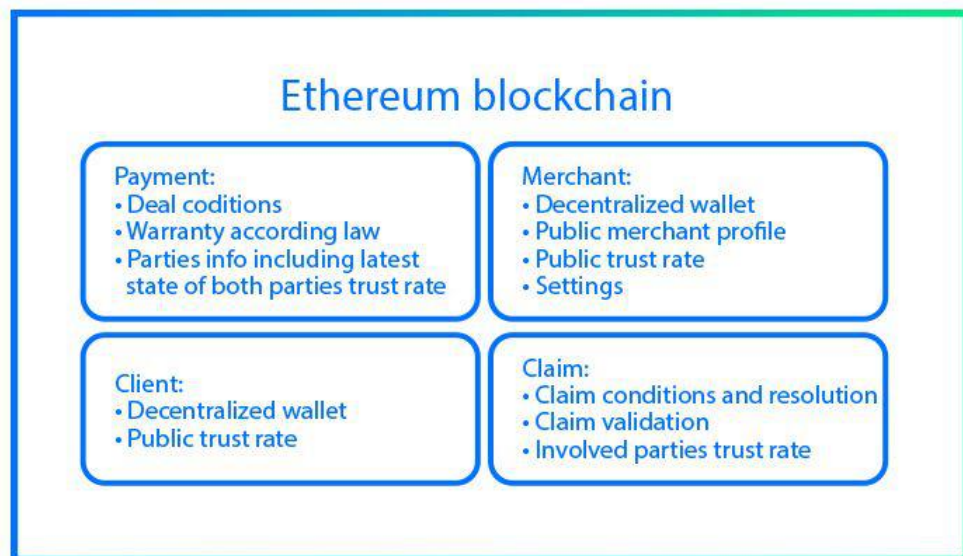 Ethereum blockchain
Payment:
• Deal coditions
• Warranty according law
• Parties info including latest
state of both parties trust rate
Merchant:
• Decentralized wallet
• Public merchant profile
• Public trust rate
• Settings
Client:
• Decentralized wallet
• Public trust rate
Claim:
• Claim conditions and resolution
• Claim validation
• Involved parties trust rate